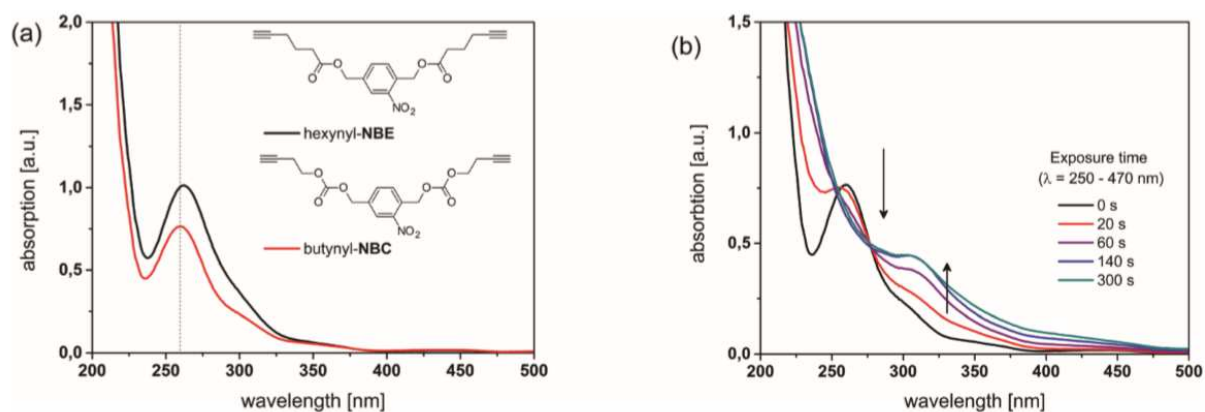 (a)
absorption [a.u.]
2,0
1,5
1,0
0,5
0,0
O
O
O
O
NO2
hexynyl-NBE
O
O
O
O
O
O
NO2
butynyl-NBC
200 250 300 350 400 450 500
wavelength [nm]
(b)
absorbtion [a.u.]
1,5
1,0
0,5
0,0
Exposure time
(λ = 250 - 470 nm)
0 s
20 s
60 s
140 s
300 s
200 250 300 350 400 450 500
wavelength [nm]